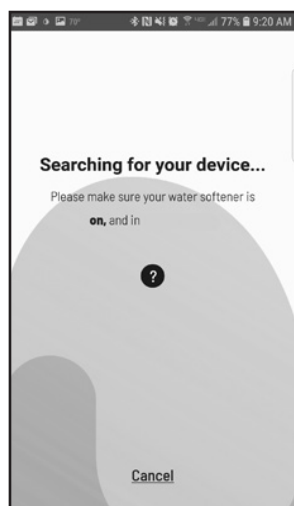 70° 77% 9:20 AM
Searching for your device...
Please make sure your water softener is
on, and in
?
Cancel